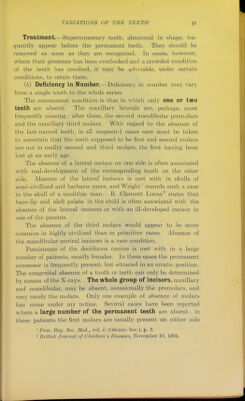 VARIATIONS OF THE TEETH 21
Treatment.—Supernumerary teeth, abnormal in shape, fre-
quently appear before the permanent teeth. They should be
removed as soon as they are recognized. In cases, however,
where their presence has been overlooked and a crowded condition
of the teeth has resulted, it may be advisable, under certain
conditions, to retain them.
(A) Deficiency in Number.—Deficiency in number may vary
from a single tooth to the whole series.
The commonest condition is that in which only one or two
teeth are absent. The maxillary laterals are, perhaps, most
frequently missing; after these, the second mandibular premolars
and the maxillary third molars. With regard to the absence of
the last-named teeth, in all suspected cases care must be taken
to ascertain that the teeth supposed to be first and second molars
are not in reality second and third molars, the first having been
lost at an early age.
The absence of a lateral incisor on one side is often associated
with mal-development of the corresponding tooth on the other
side. Absence of the lateral incisors is met with in skulls of
semi-civilized and barbaric races, and Wright¹ records such a case
in the skull of a neolithic man. R. Clement Lucas² states that
hare-lip and cleft palate in the child is often associated with the
absence of the lateral incisors or with an ill-developed incisor in
one of the parents.
The absence of the third molars would appear to be more
common in highly civilized than in primitive races. Absence of
the mandibular central incisors is a rare condition.
Persistence of the deciduous canine is met with in a large
number of patients, mostly females. In these cases the permanent
successor is frequently present, but situated in an erratic position.
The congenital absence of a tooth or teeth can only be determined
by means of the X-rays. The whole group of incisors, maxillary
and mandibular, may be absent, occasionally the premolars, and
very rarely the molars. Only one example of absence of molars
has come under my notice. Several cases have been reported
where a large number of the permanent teeth are absent; in
these patients the first molars are usually present on either side
¹ Proc. Roy. Soc. Med., vol. ii (Odonto. Sec.), p. 3.
² British Journal of Children's Diseases, November 10, 1904.